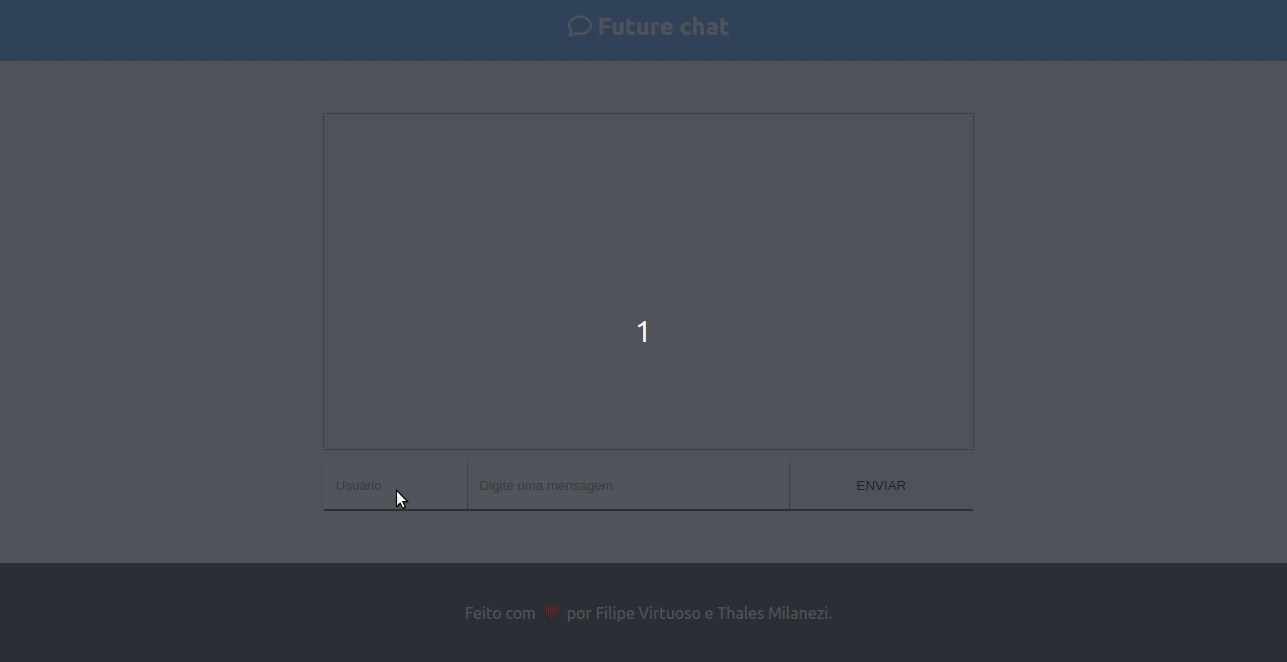 Future chat
1
Usuário
Digite uma mensagem
ENVIAR
Feito com por Filipe Virtuoso e Thales Milanezi.